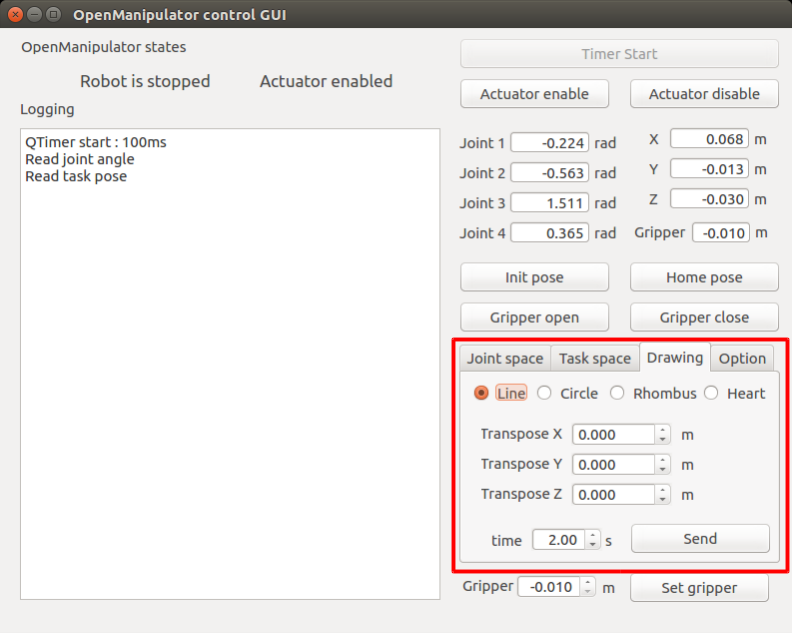 OpenManipulator control GUI
OpenManipulator states
Robot is stopped Actuator enabled
Logging
QTimer start : 100ms
Read joint angle
Read task pose
Timer Start
Actuator enable Actuator disable
Joint 1 -0.224 rad X 0.068 m
Joint 2 -0.563 rad Y -0.013 m
Joint 3 1.511 rad Z -0.030 m
Joint 4 0.365 rad Gripper -0.010 m
Init pose Home pose
Gripper open Gripper close
Joint space Task space Drawing Option
Line Circle Rhombus Heart
Transpose X 0.000 m
Transpose Y 0.000 m
Transpose Z 0.000 m
time 2.00 s Send
Gripper -0.010 m Set gripper